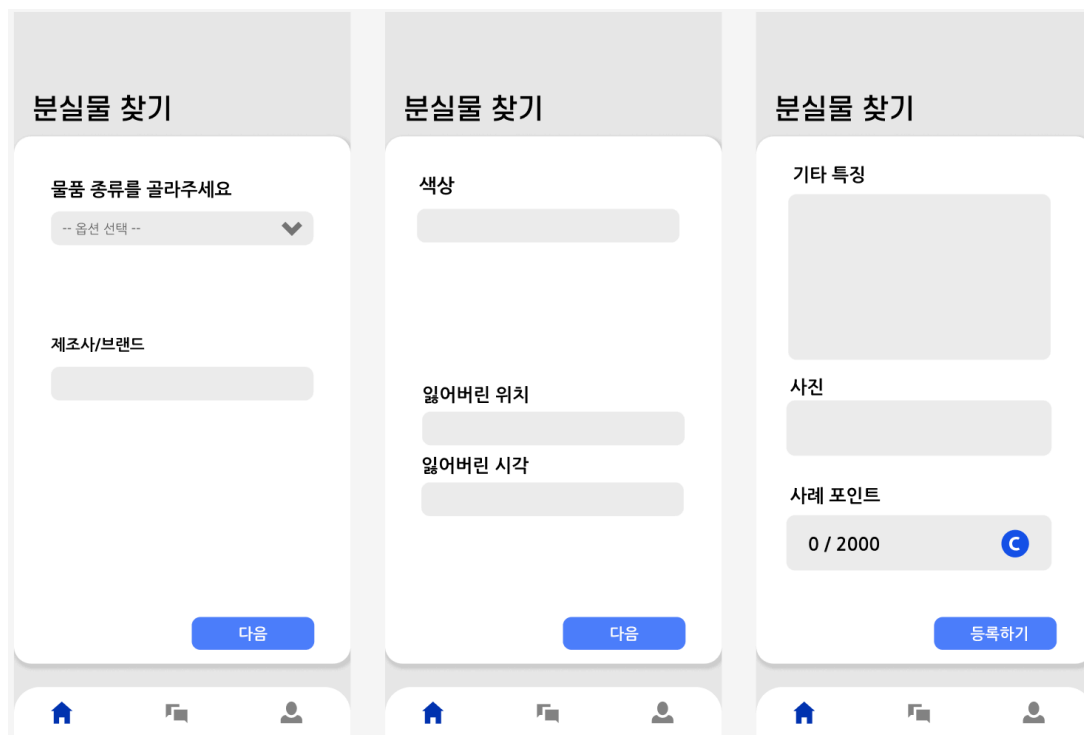 분실물 찾기
물품 종류를 골라주세요
-- 옵션 선택 --
제조사/브랜드
다음
분실물 찾기
색상
잃어버린 위치
잃어버린 시각
다음
분실물 찾기
기타 특징
사진
사례 포인트
0 / 2000
C
등록하기